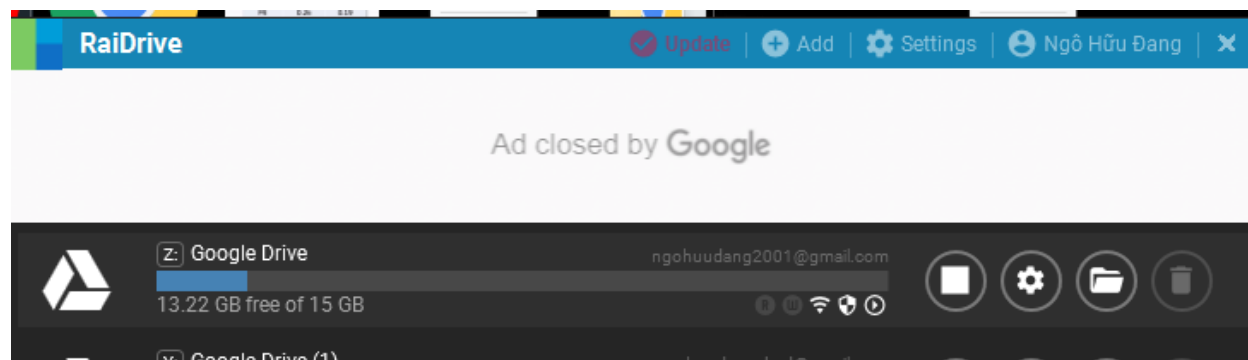 RaiDrive
Update | Add | Settings | Ngô Hữu Đang |
Ad closed by Google
Z: Google Drive
ngohuudang2001@gmail.com
13.22 GB free of 15 GB
R W
Y: Google Drive (1)